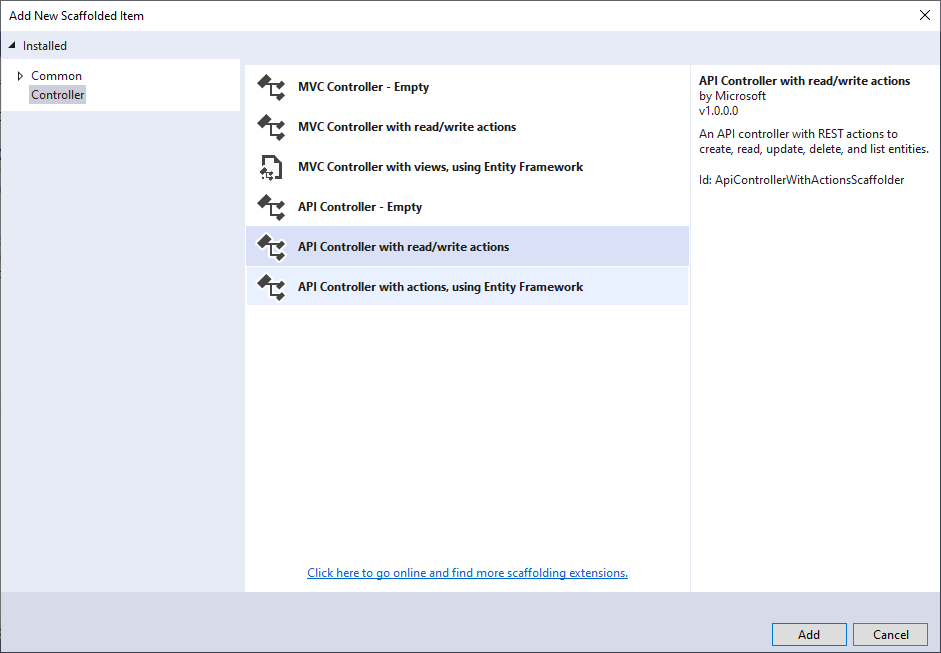 Add New Scaffolded Item
Installed
Common
Controller
MVC Controller - Empty
MVC Controller with read/write actions
MVC Controller with views, using Entity Framework
API Controller - Empty
API Controller with read/write actions
API Controller with actions, using Entity Framework
Click here to go online and find more scaffolding extensions.
API Controller with read/write actions
by Microsoft
v1.0.0.0
An API controller with REST actions to
create, read, update, delete, and list entities.
Id: ApiControllerWithActionsScaffolder
Add
Cancel